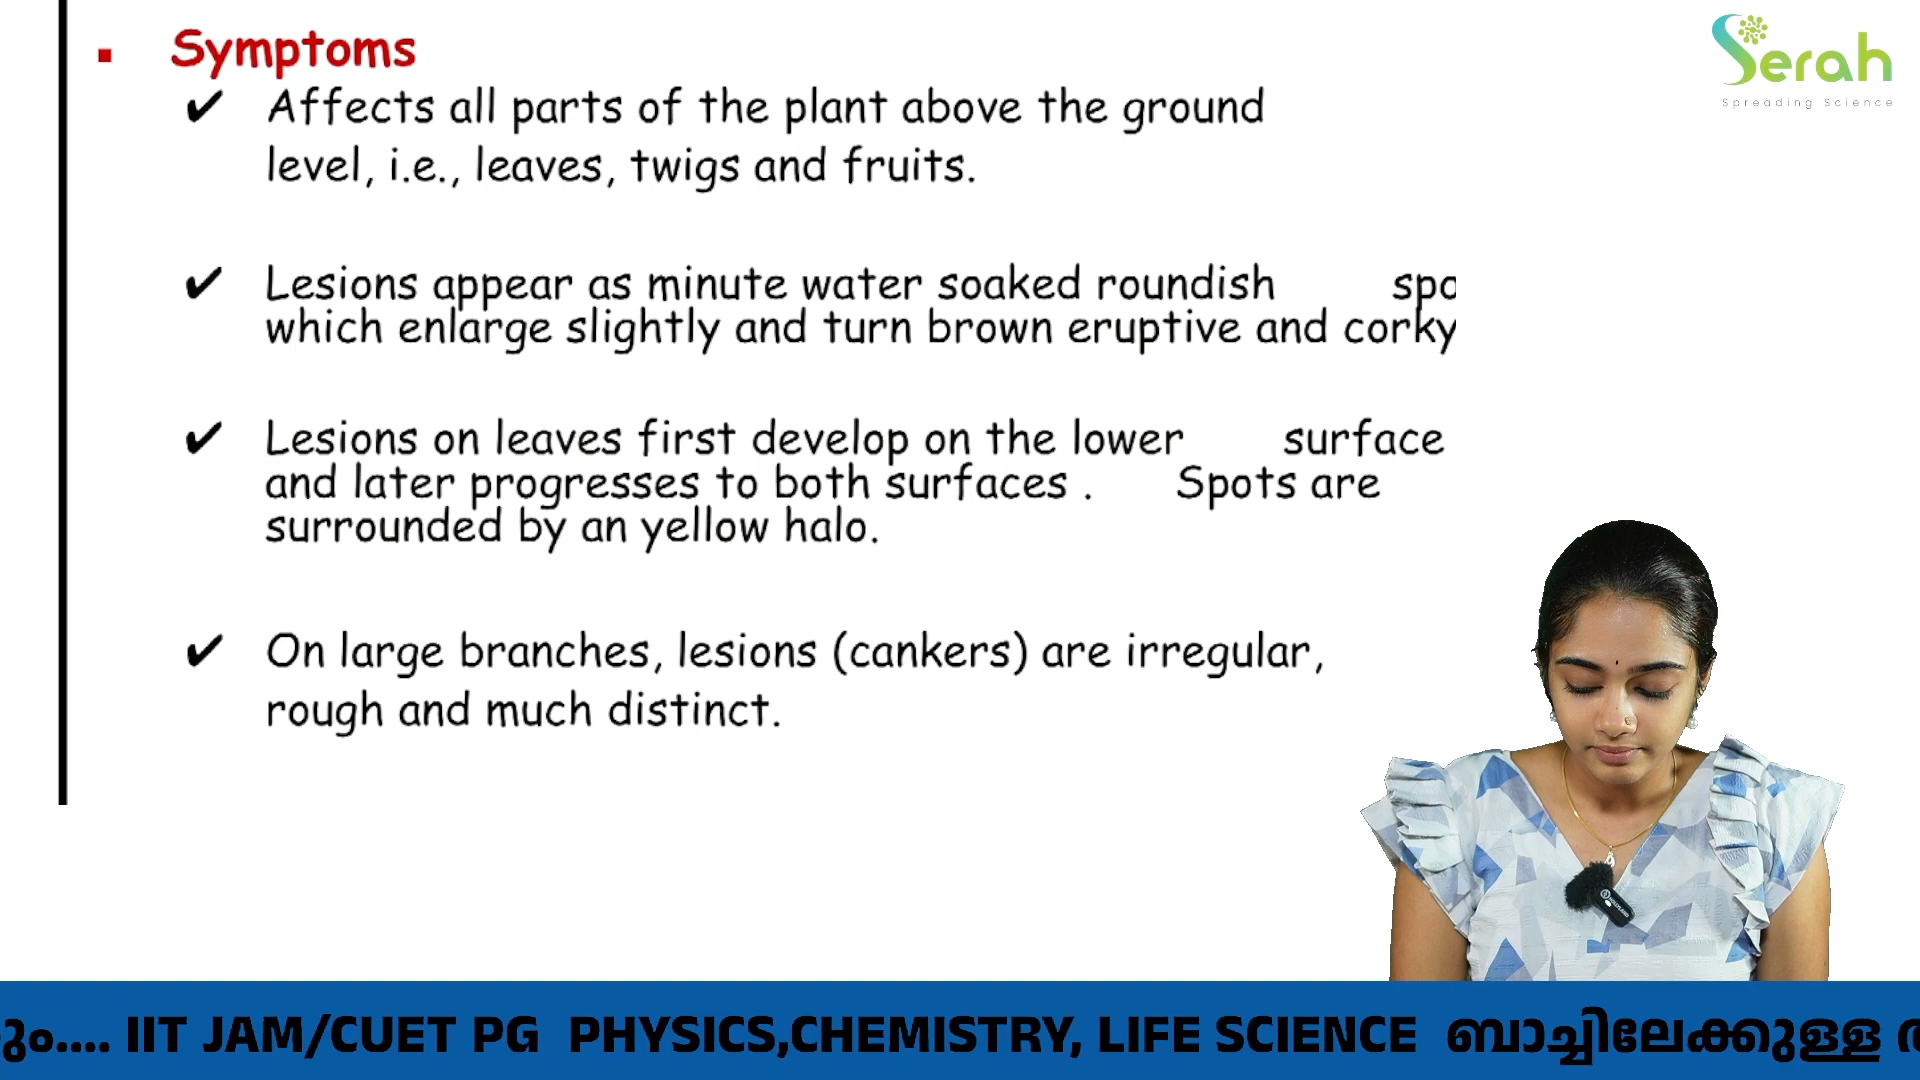 Symptoms
✔ Affects all parts of the plant above the ground
level, i.e., leaves, twigs and fruits.
✔ Lesions appear as minute water soaked roundish
which enlarge slightly and turn brown eruptive and corky
✔ Lesions on leaves first develop on the lower surface
and later progresses to both surfaces . Spots are
surrounded by an yellow halo.
✔ On large branches, lesions (cankers) are irregular,
rough and much distinct.
Serah
Spreading Science
IIT JAM/CUET PG PHYSICS,CHEMISTRY, LIFE SCIENCE ബാച്ചിലേക്കുള്ള